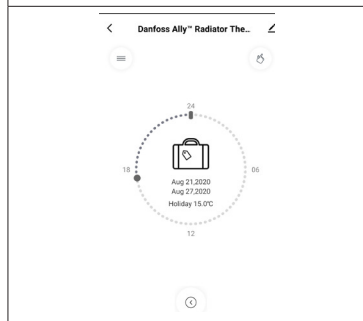 Danfoss Ally™ Radiator The..
24
18
06
Aug 21,2020
Aug 27,2020
Holiday 15.0°C
12